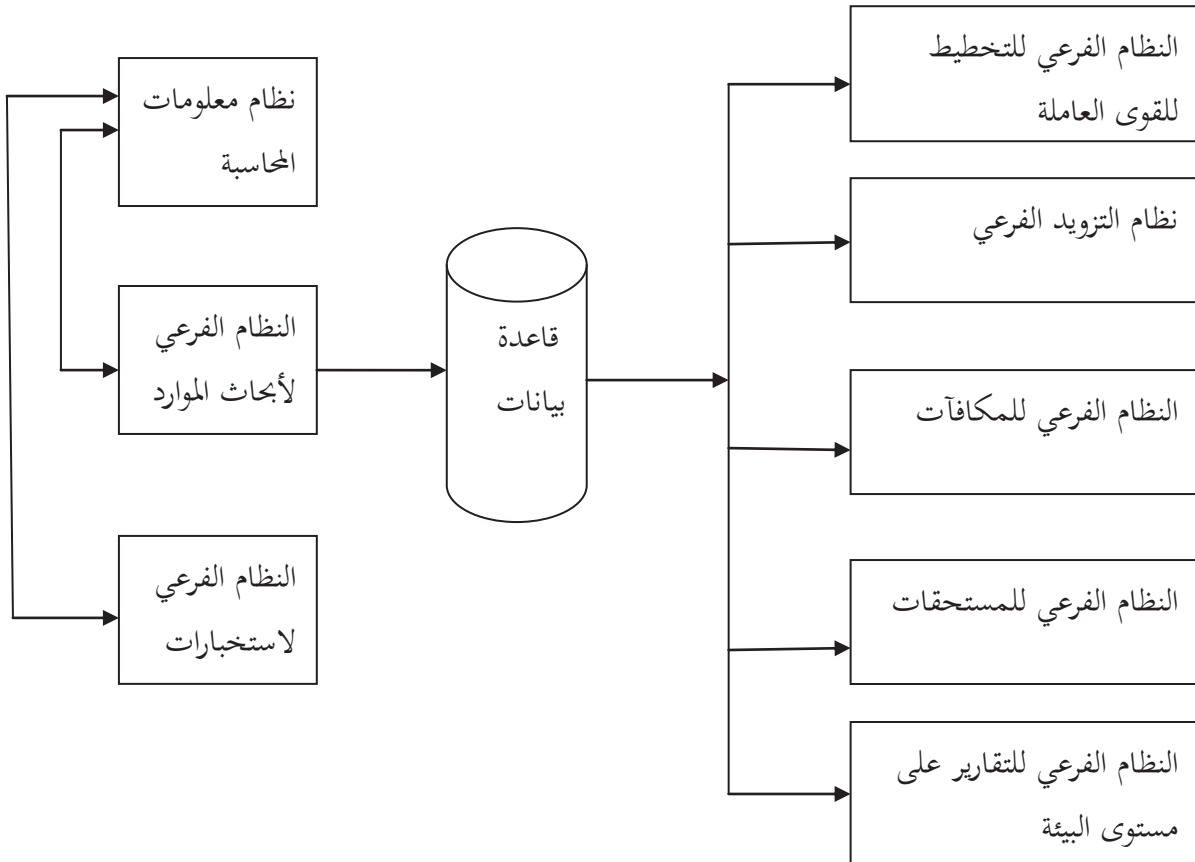 النظام الفرعي للتخطيط
للقوى العاملة
نظام معلومات
المحاسبة
نظام التزويد الفرعي
قاعدة
بيانات
النظام الفرعي
لأبحاث الموارد
النظام الفرعي للمكافآت
النظام الفرعي
لاستخبارات
النظام الفرعي للمستحقات
النظام الفرعي للتقارير على
مستوى البيئة